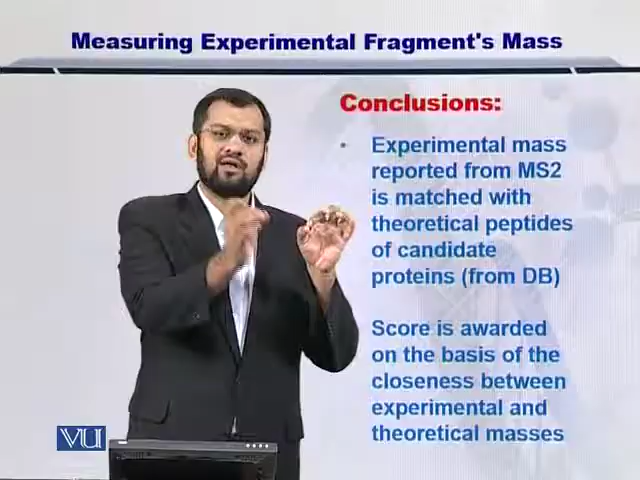 Measuring Experimental Fragment's Mass
Conclusions:
• Experimental mass
reported from MS2
is matched with
theoretical peptides
of candidate
proteins (from DB)
Score is awarded
on the basis of the
closeness between
experimental and
theoretical masses
VU